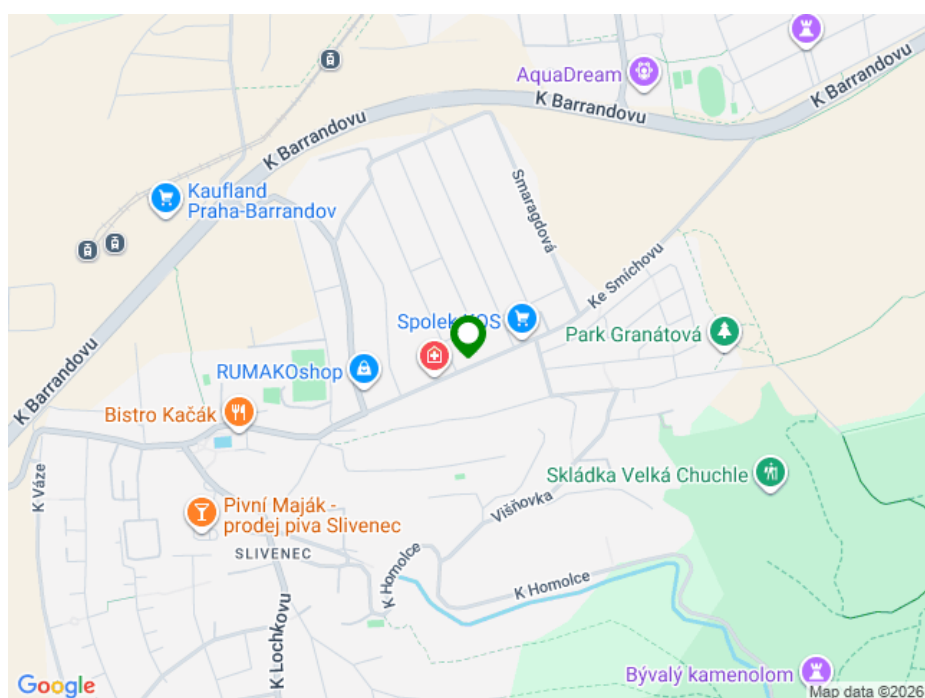 AquaDream
K Barrandovu
K Barrandovu
K Barrandovu
Kaufland
Praha-Barrandov
Smaragdová
Ke Smíchovu
Park Granátová
RUMAKOshop
K Barrandovu
Bistro Kačák
K Váze
Skládka Velká Chuchle
Pivní Maják -
prodej piva Slivenec
Višňovka
SLIVENEC
K Homolce
K Homolce
K Lochkovu
Bývalý kamenolom
Google
Map data ©2026